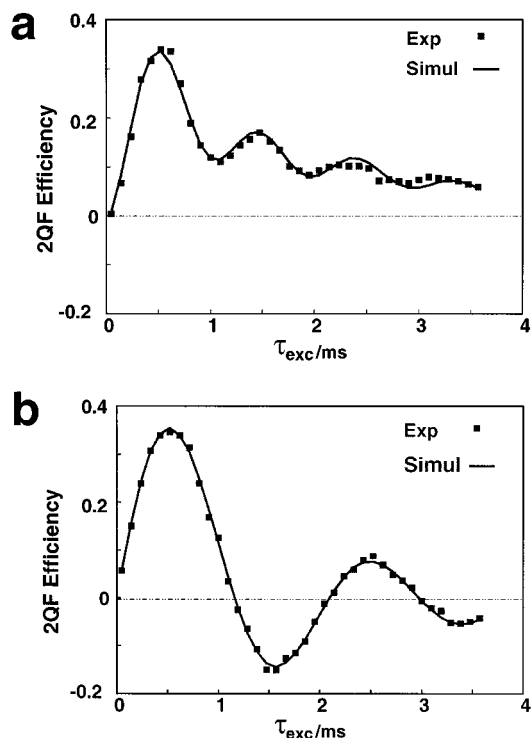 a
0.4
0.2
0
-0.2
2QF Efficiency
Exp
Simul
0 1 2 3 4
τexc/ms
b
0.4
0.2
0
-0.2
2QF Efficiency
Exp
Simul
0 1 2 3 4
τexc/ms